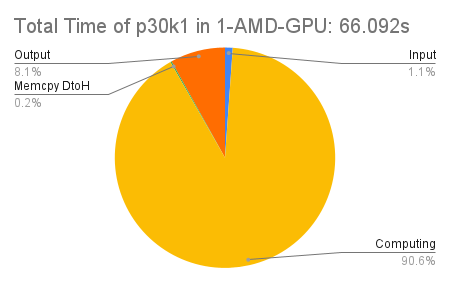 Total Time of p30k1 in 1-AMD-GPU: 66.092s
Output
8.1%
Memcpy DtoH
0.2%
Input
1.1%
Computing
90.6%